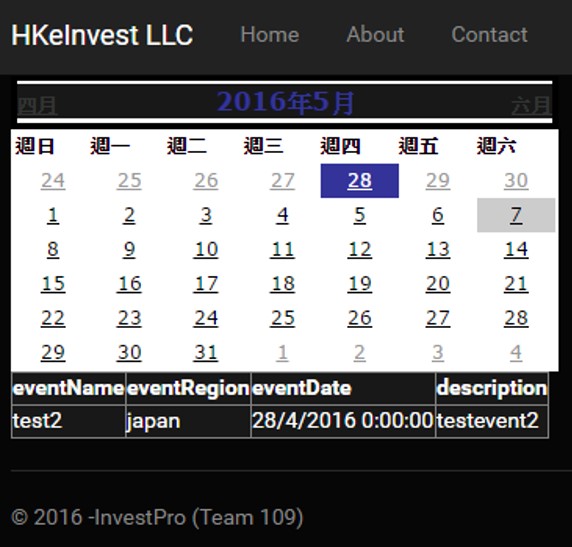 HKeInvest LLC Home About Contact
四月 2016年5月 六月
週日 週一 週二 週三 週四 週五 週六
24 25 26 27 28 29 30
1 2 3 4 5 6 7
8 9 10 11 12 13 14
15 16 17 18 19 20 21
22 23 24 25 26 27 28
29 30 31 1 2 3 4
eventName eventRegion eventDate description
test2 japan 28/4/2016 0:00:00 testevent2
© 2016 -InvestPro (Team 109)